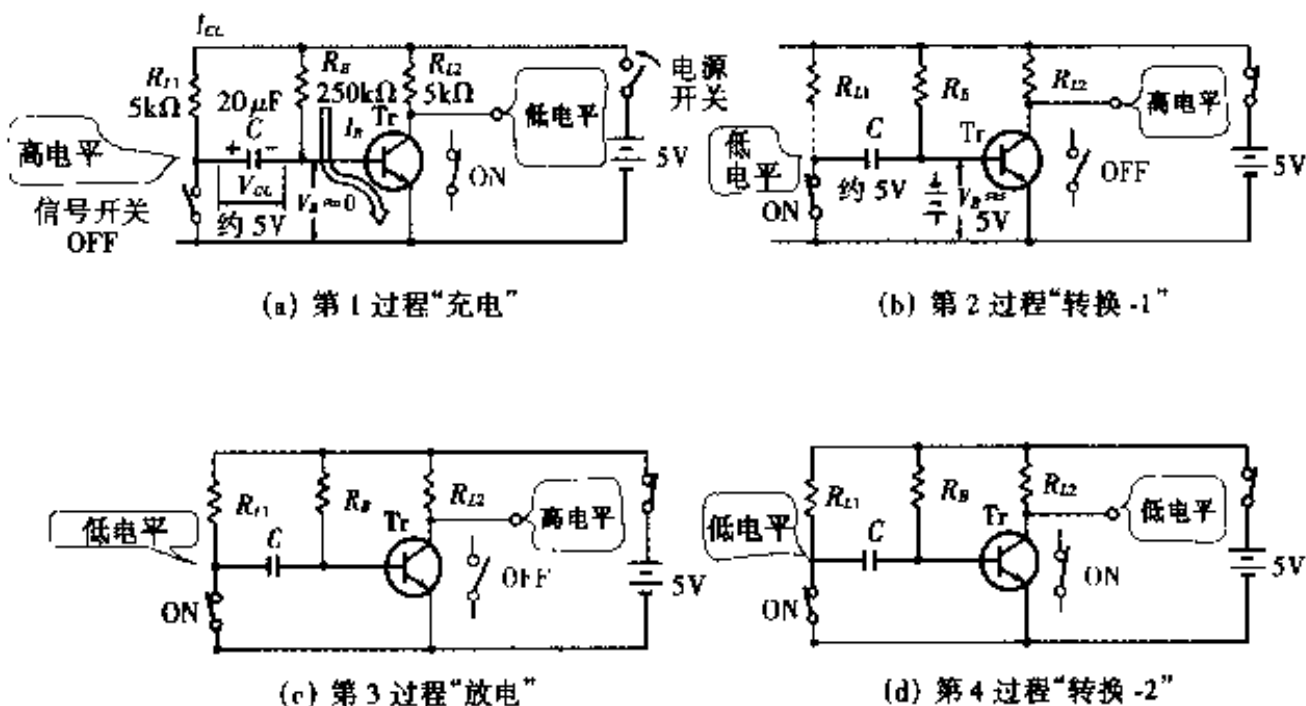 I_CL
R_L1
5kΩ
20μF
C
+ -
R_B
250kΩ
I_B
Tr
R_L2
5kΩ
低电平
电源
开关
高电平
V_CL
约 5V
V_B≈0
ON
5V
信号开关
OFF
(a) 第 1 过程“充电”
R_L1
R_B
R_L2
C
Tr
高电平
低
电平
ON
约 5V
V_B≈
5V
OFF
5V
(b) 第 2 过程“转换 -1”
R_L1
R_B
R_L2
Tr
低电平
C
高电平
OFF
ON
5V
(c) 第 3 过程“放电”
R_L1
R_B
R_L2
Tr
低电平
C
低电平
ON
ON
5V
(d) 第 4 过程“转换 -2”